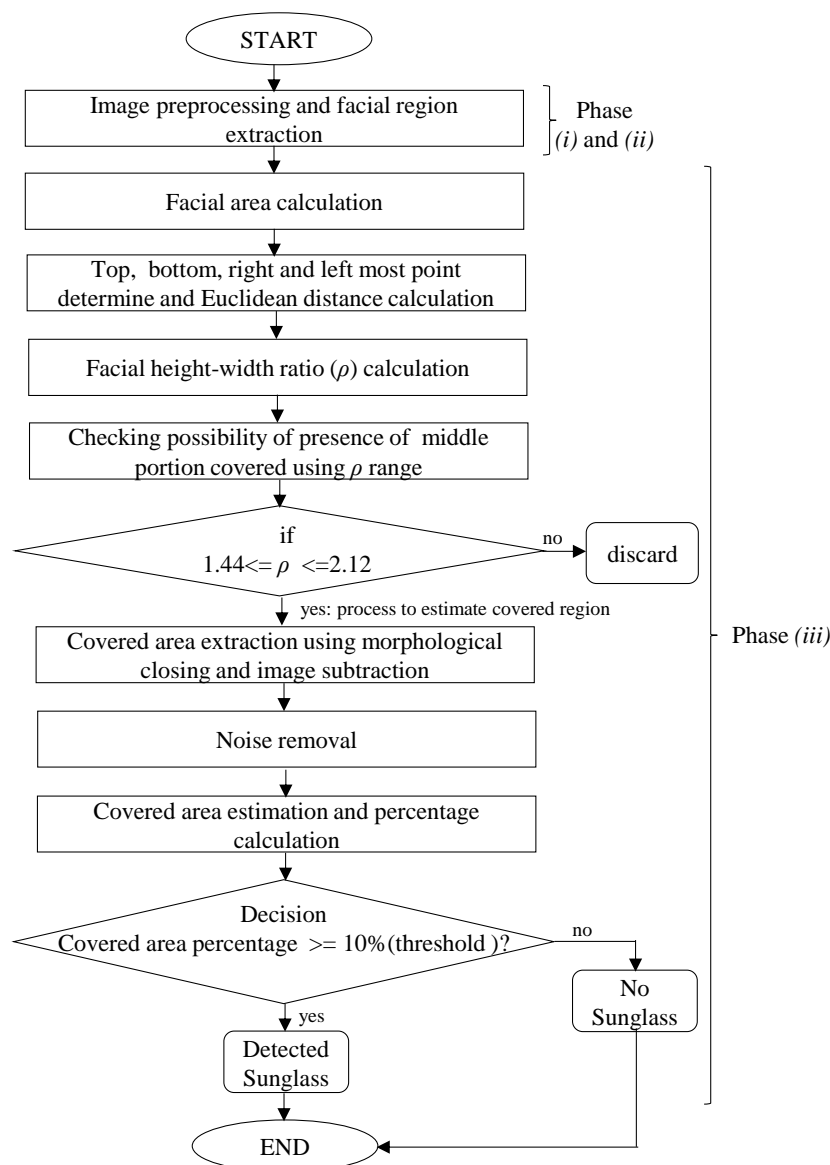 START
Image preprocessing and facial region
extraction
Phase
(i) and (ii)
Facial area calculation
Top, bottom, right and left most point
determine and Euclidean distance calculation
Facial height-width ratio (ρ) calculation
Checking possibility of presence of middle
portion covered using ρ range
if
1.44<= ρ <=2.12
no
discard
yes: process to estimate covered region
Covered area extraction using morphological
closing and image subtraction
Phase (iii)
Noise removal
Covered area estimation and percentage
calculation
Decision
Covered area percentage >= 10%(threshold)?
no
No
Sunglass
yes
Detected
Sunglass
END